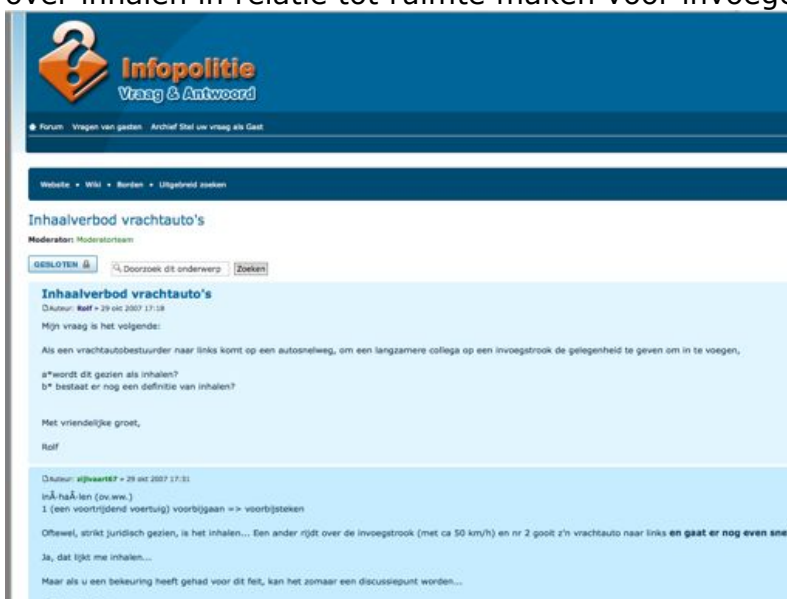 over inhalen in relatie tot ruimte maken voor invoege
Infopolitie
Vraag & Antwoord
Forum Vragen van gasten Archief Stel uw vraag als Gast
Website • Wiki • Borden • Uitgebreid zoeken
Inhaalverbod vrachtauto's
Moderator: Moderatorteam
GESLOTEN
Doorzoek dit onderwerp Zoeken
Inhaalverbod vrachtauto's
Auteur: Rolf » 29 okt 2007 17:18
Mijn vraag is het volgende:
Als een vrachtautobestuurder naar links komt op een autosnelweg, om een langzamere collega op een invoegstrook de gelegenheid te geven om in te voegen,
a*wordt dit gezien als inhalen?
b* bestaat er nog een definitie van inhalen?
Met vriendelijke groet,
Rolf
Auteur: zijlvaart67 » 29 okt 2007 17:31
inÂ·haÂ·len (ov.ww.)
1 (een voortrijdend voertuig) voorbijgaan => voorbijsteken
Oftewel, strikt juridisch gezien, is het inhalen... Een ander rijdt over de invoegstrook (met ca 50 km/h) en nr 2 gooit z'n vrachtauto naar links en gaat er nog even sne
Ja, dat lijkt me inhalen...
Maar als u een bekeuring heeft gehad voor dit feit, kan het zomaar een discussiepunt worden...